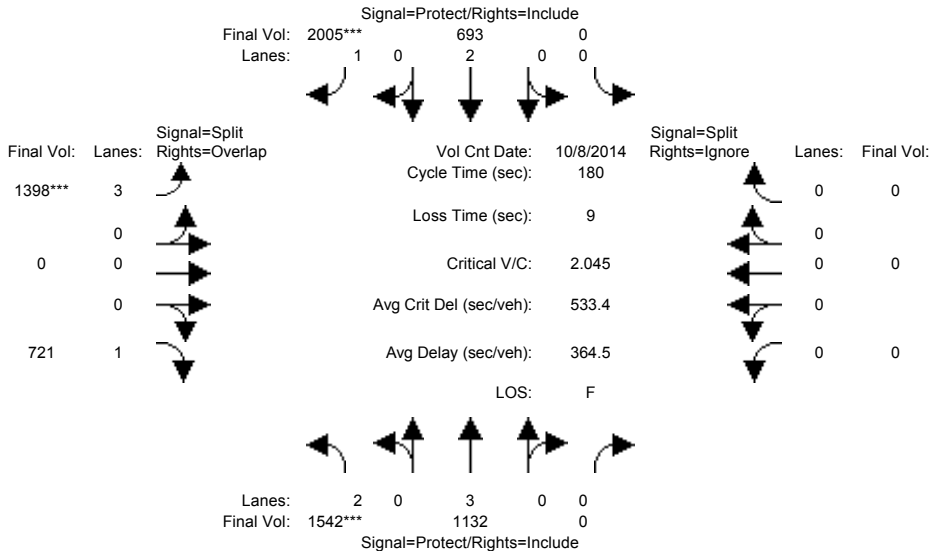 Signal=Protect/Rights=Include
Final Vol: 2005*** 693 0
Lanes: 1 0 2 0 0
Signal=Split Signal=Split
Final Vol: Lanes: Rights=Overlap Vol Cnt Date: 10/8/2014 Rights=Ignore Lanes: Final Vol:
Cycle Time (sec): 180
1398*** 3 0 0
Loss Time (sec): 9
0 0
0 0 Critical V/C: 2.045 0 0
0 Avg Crit Del (sec/veh): 533.4 0
721 1 Avg Delay (sec/veh): 364.5 0 0
LOS: F
Lanes: 2 0 3 0 0
Final Vol: 1542*** 1132 0
Signal=Protect/Rights=Include